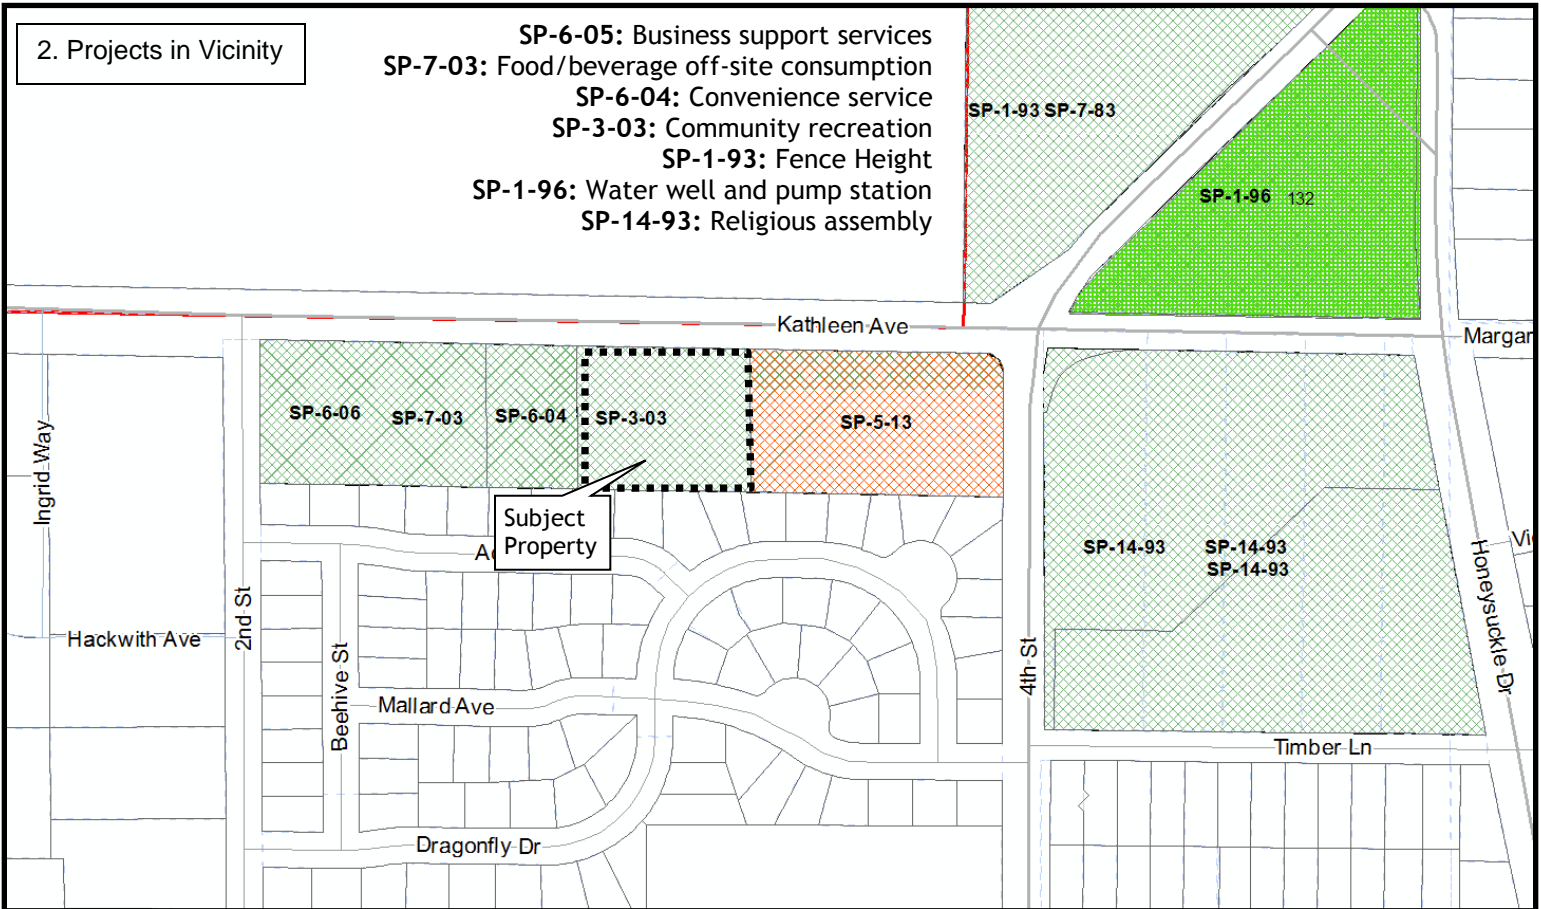 2. Projects in Vicinity
SP-6-05: Business support services
SP-7-03: Food/beverage off-site consumption
SP-6-04: Convenience service
SP-3-03: Community recreation
SP-1-93: Fence Height
SP-1-96: Water well and pump station
SP-14-93: Religious assembly
SP-1-93 SP-7-83
SP-1-96 132
Kathleen Ave
Margar
SP-6-06
SP-7-03
SP-6-04
SP-3-03
SP-5-13
Ingrid Way
Subject
Property
SP-14-93
SP-14-93
SP-14-93
Vi
Honeysuckle Dr
Hackwith Ave
2nd St
Beehive St
4th St
Mallard Ave
Timber Ln
Dragonfly Dr